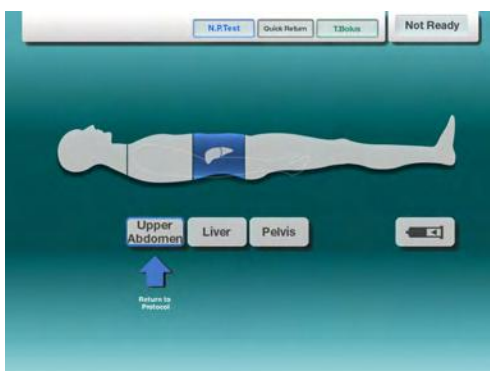 N.P.Test Quick Return T.Bolus Not Ready
Upper
Abdomen
Liver
Pelvis
Return to
Protocol